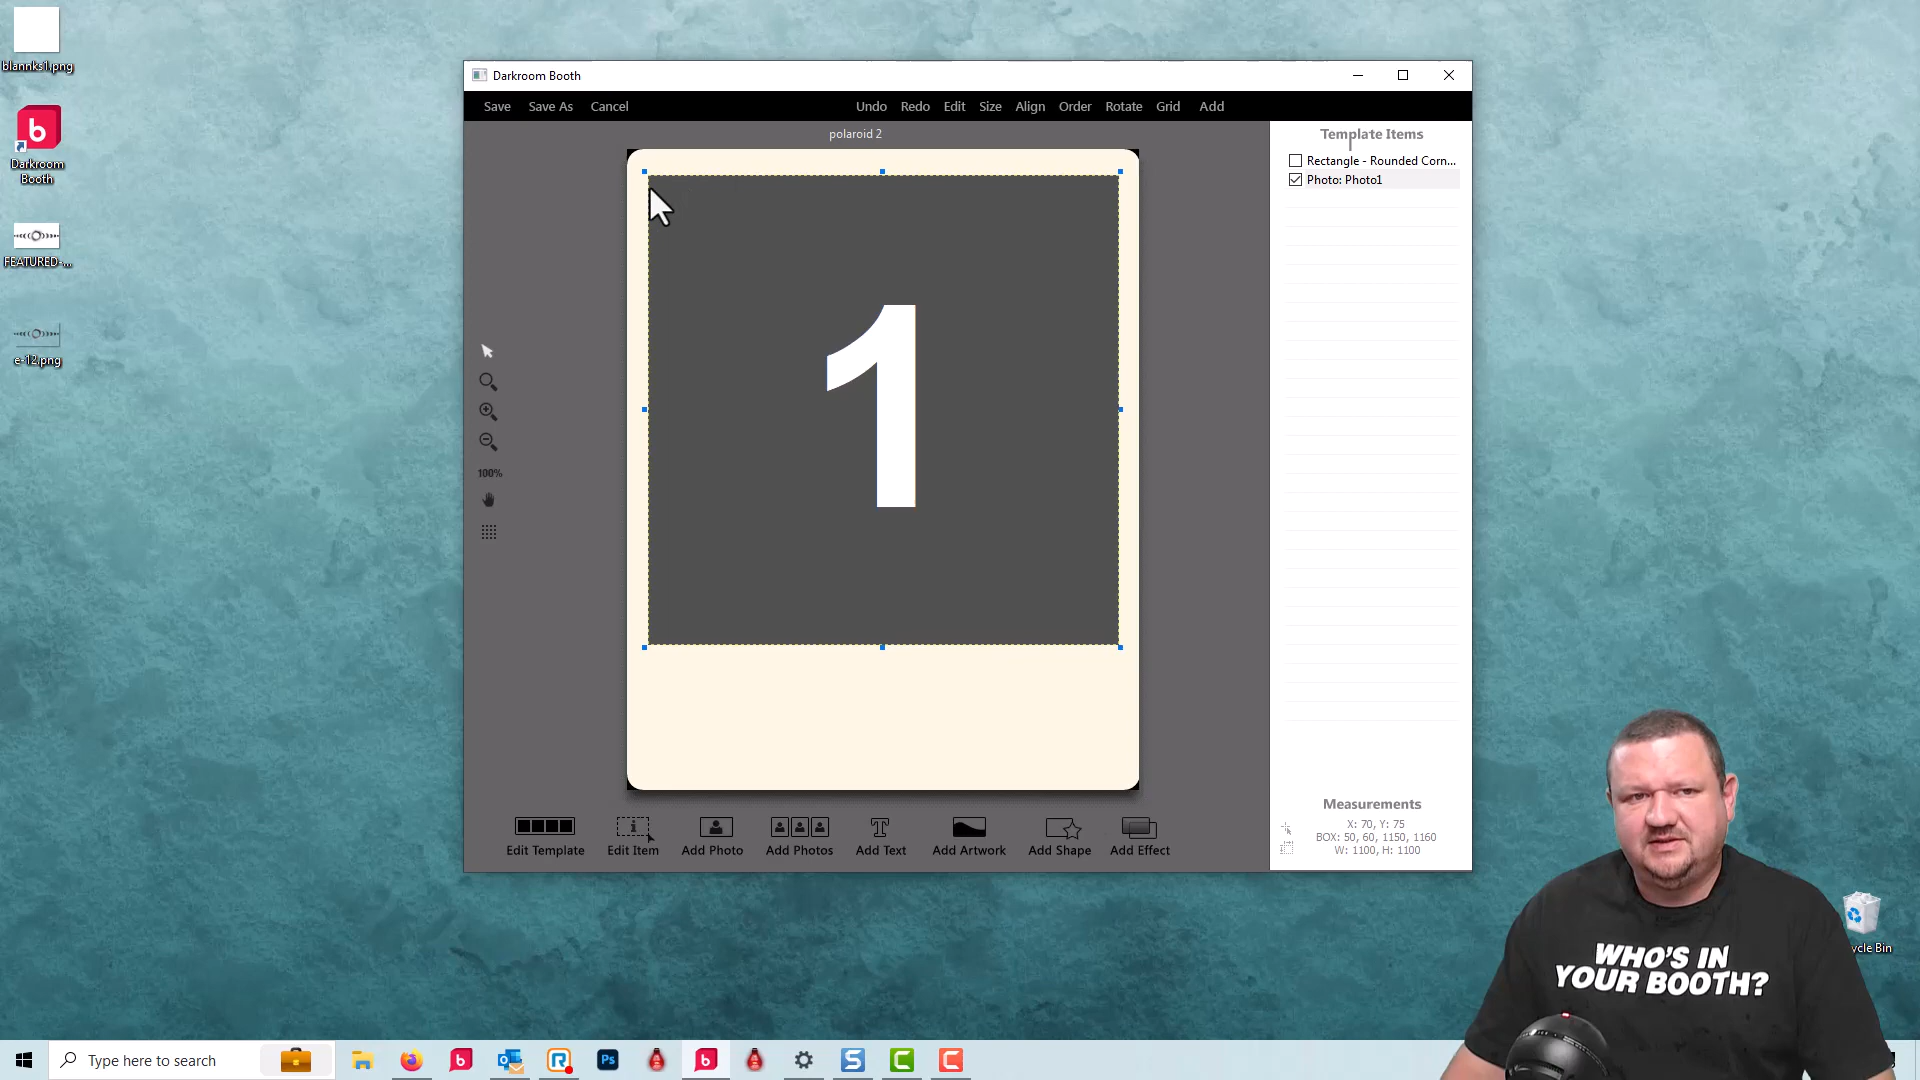 blannks1.png
Darkroom Booth
FEATURED-...
e-12.png
Darkroom Booth
Save Save As Cancel Undo Redo Edit Size Align Order Rotate Grid Add
polaroid 2
Template Items
Rectangle - Rounded Corn...
Photo: Photo1
1
100%
Edit Template Edit Item Add Photo Add Photos Add Text Add Artwork Add Shape Add Effect
Measurements
X: 70, Y: 75
BOX: 50, 60, 1150, 1160
W: 1100, H: 1100
WHO'S IN
YOUR BOOTH?
ycle Bin
Type here to search
Ps